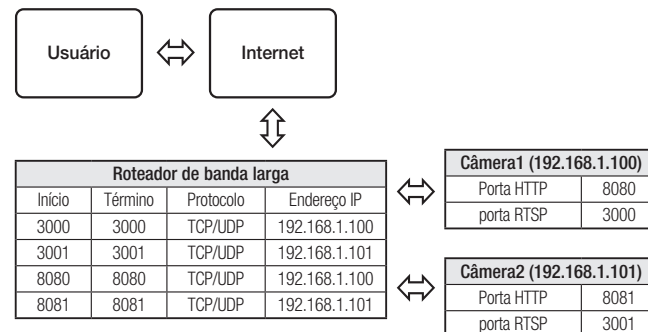 Usuário
Internet
Roteador de banda larga
Início Término Protocolo Endereço IP
3000 3000 TCP/UDP 192.168.1.100
3001 3001 TCP/UDP 192.168.1.101
8080 8080 TCP/UDP 192.168.1.100
8081 8081 TCP/UDP 192.168.1.101
Câmera1 (192.168.1.100)
Porta HTTP 8080
porta RTSP 3000
Câmera2 (192.168.1.101)
Porta HTTP 8081
porta RTSP 3001